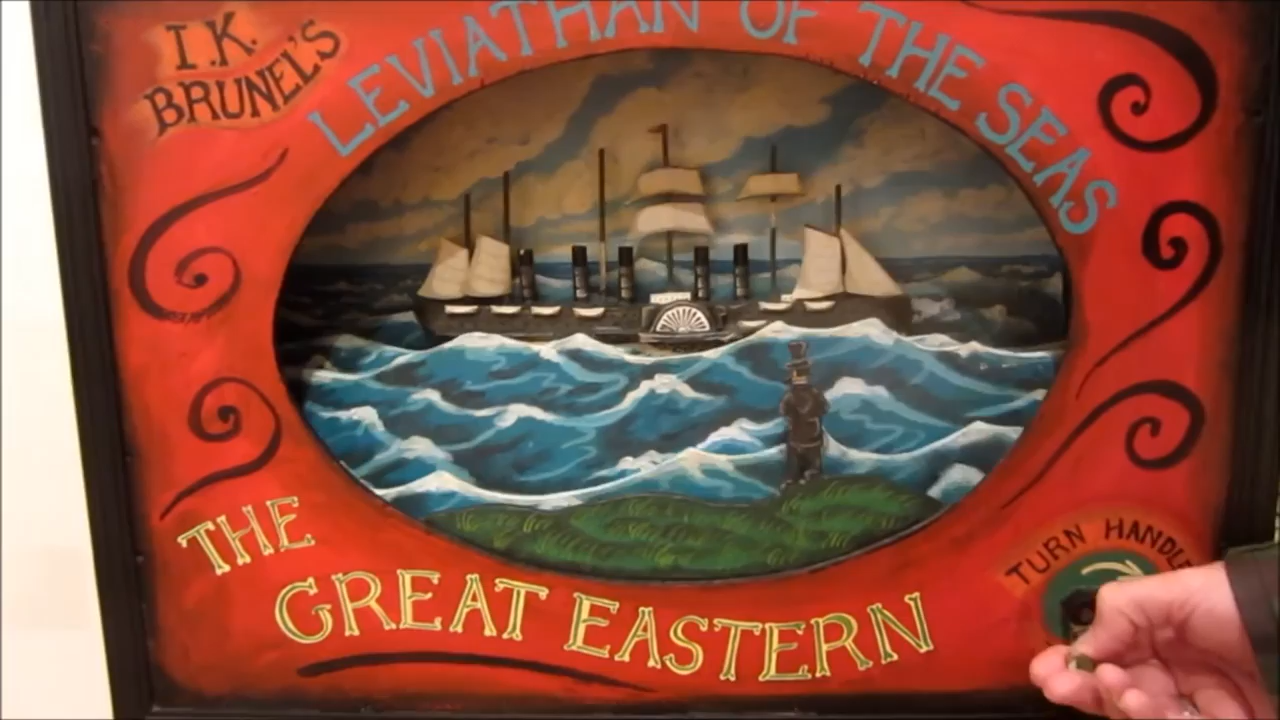 I.K.
BRUNEL'S
LEVIATHAN OF THE SEAS
THE
GREAT EASTERN
TURN HANDLE